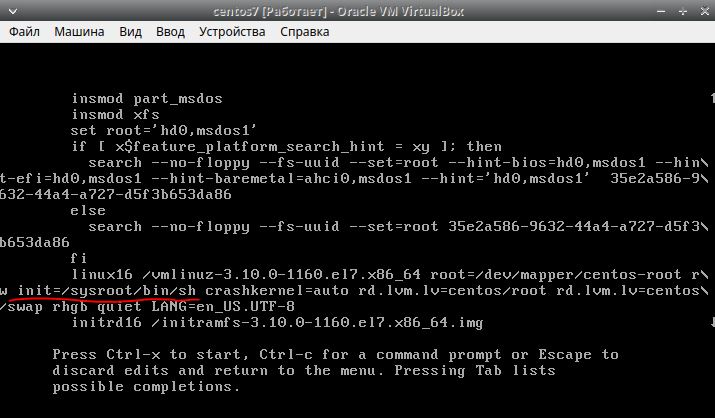 centos7 [Работает] - Oracle VM VirtualBox
Файл Машина Вид Ввод Устройства Справка
insmod part_msdos
insmod xfs
set root='hd0,msdos1'
if [ x$feature_platform_search_hint = xy ]; then
search --no-floppy --fs-uuid --set=root --hint-bios=hd0,msdos1 --hin\
t-efi=hd0,msdos1 --hint-baremetal=ahci0,msdos1 --hint='hd0,msdos1' 35e2a586-9\
632-44a4-a727-d5f3b653da86
else
search --no-floppy --fs-uuid --set=root 35e2a586-9632-44a4-a727-d5f3\
b653da86
fi
linux16 /vmlinuz-3.10.0-1160.el7.x86_64 root=/dev/mapper/centos-root r\
w init=/sysroot/bin/sh crashkernel=auto rd.lvm.lv=centos/root rd.lvm.lv=centos\
/swap rhgb quiet LANG=en_US.UTF-8
initrd16 /initramfs-3.10.0-1160.el7.x86_64.img
Press Ctrl-x to start, Ctrl-c for a command prompt or Escape to
discard edits and return to the menu. Pressing Tab lists
possible completions.